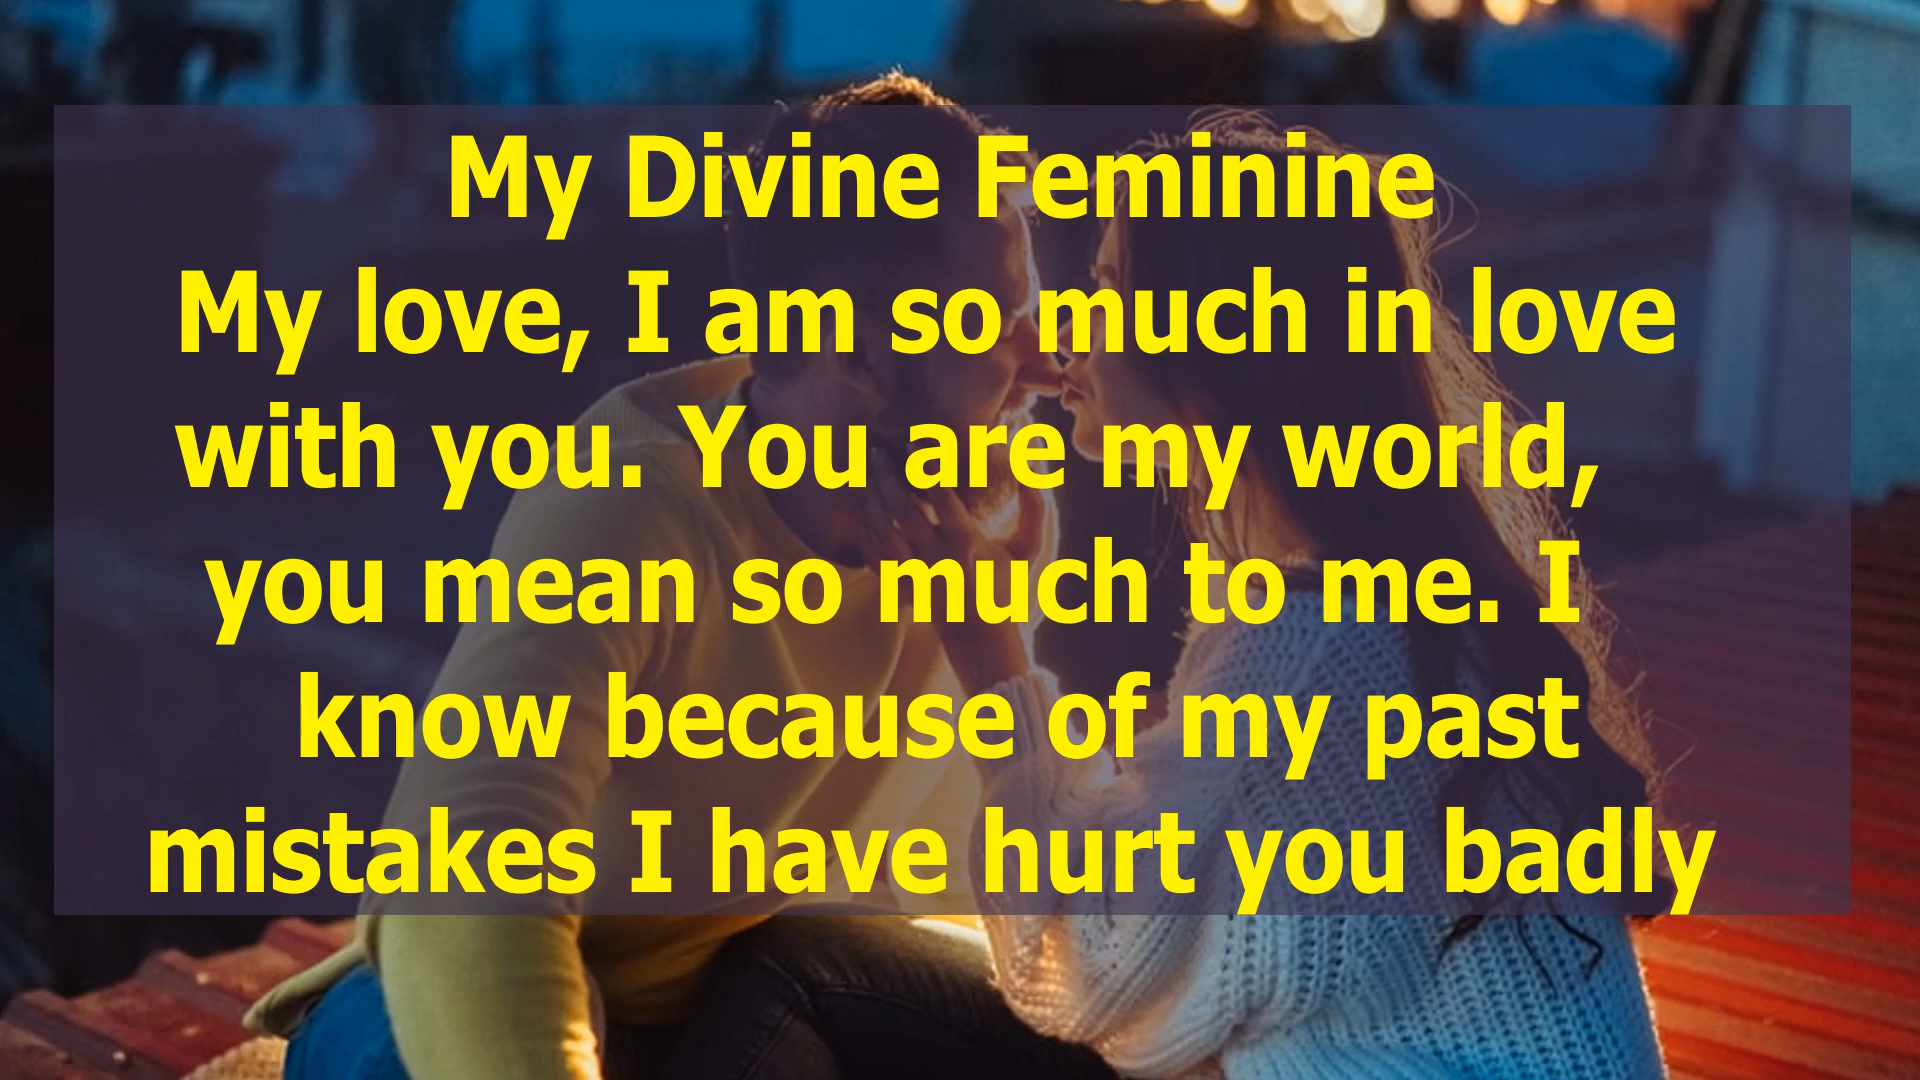 My Divine Feminine
My love, I am so much in love
with you. You are my world,
you mean so much to me. I
know because of my past
mistakes I have hurt you badly